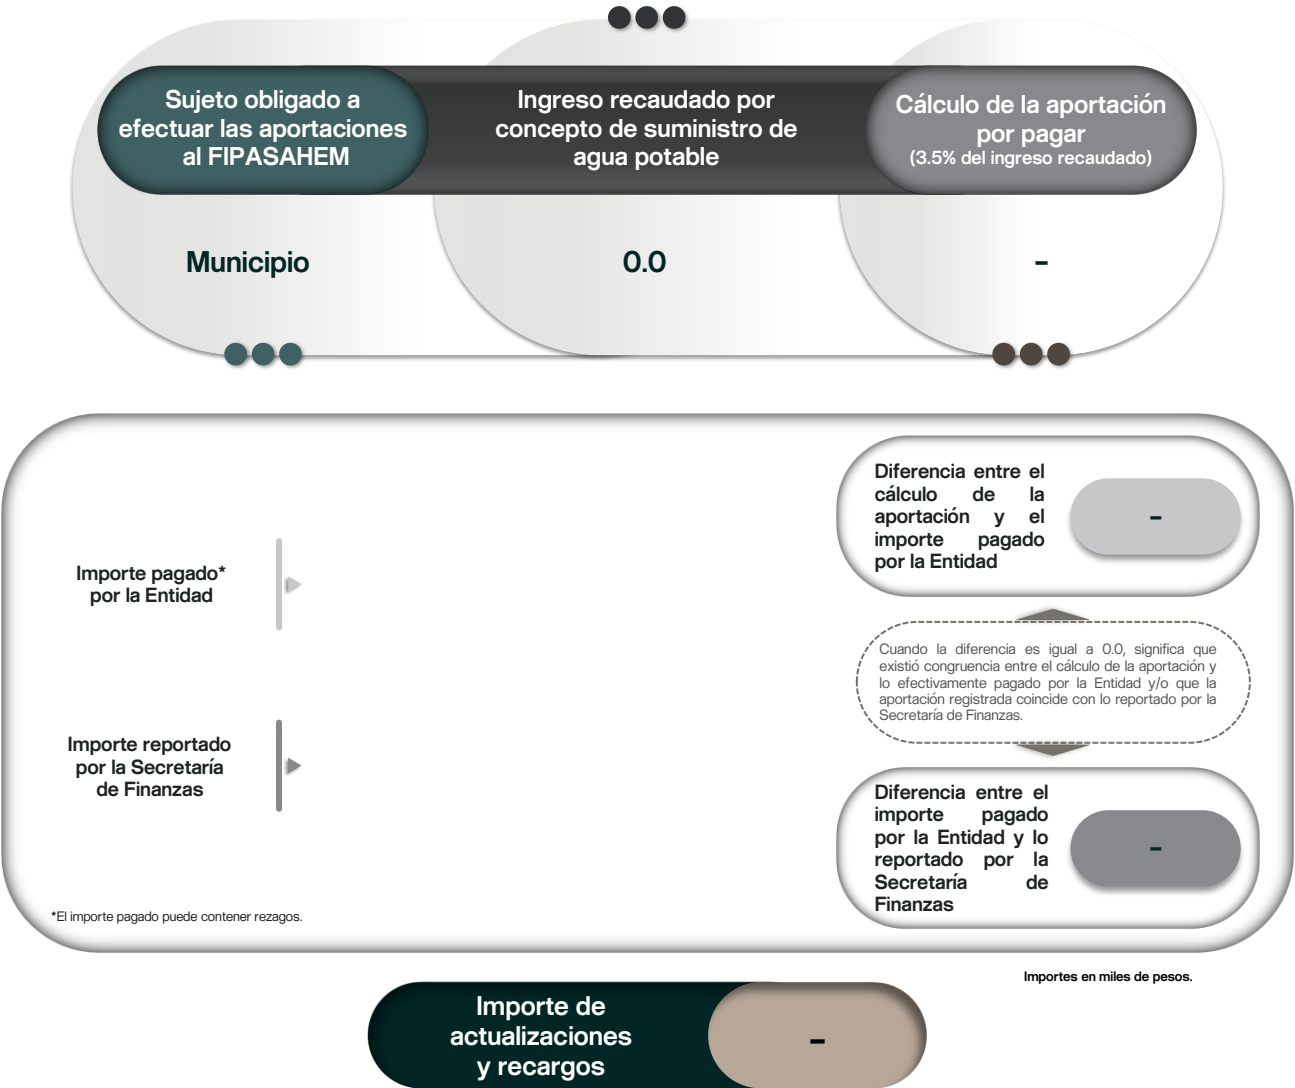 Sujeto obligado a
efectuar las aportaciones
al FIPASAHEM
Ingreso recaudado por
concepto de suministro de
agua potable
Cálculo de la aportación
por pagar
(3.5% del ingreso recaudado)
Municipio
0.0
-
Importe pagado*
por la Entidad
Importe reportado
por la Secretaría
de Finanzas
Diferencia entre el
cálculo de la
aportación y el
importe pagado
por la Entidad
-
Cuando la diferencia es igual a 0.0, significa que
existió congruencia entre el cálculo de la aportación y
lo efectivamente pagado por la Entidad y/o que la
aportación registrada coincide con lo reportado por la
Secretaría de Finanzas.
Diferencia entre el
importe pagado
por la Entidad y lo
reportado por la
Secretaría de
Finanzas
-
*El importe pagado puede contener rezagos.
Importes en miles de pesos.
Importe de
actualizaciones
y recargos
-